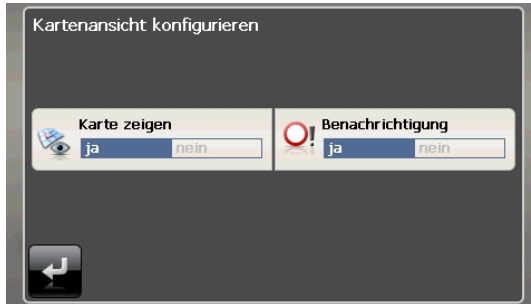 Kartenansicht konfigurieren
Karte zeigen
ja nein
Benachrichtigung
ja nein